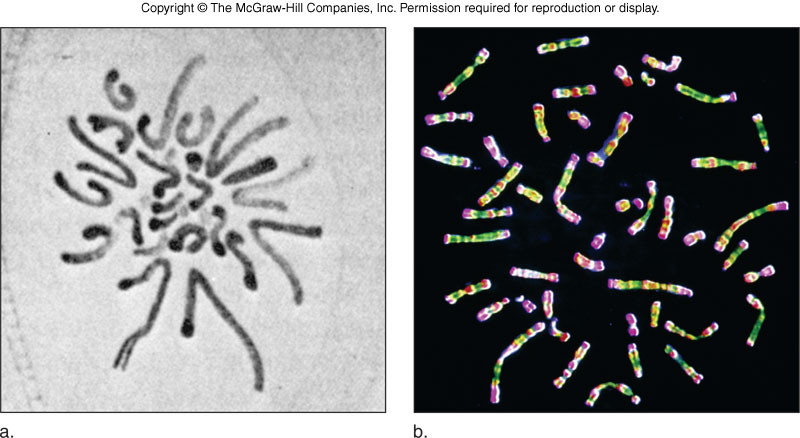 Copyright © The McGraw-Hill Companies, Inc. Permission required for reproduction or display.
a.
b.